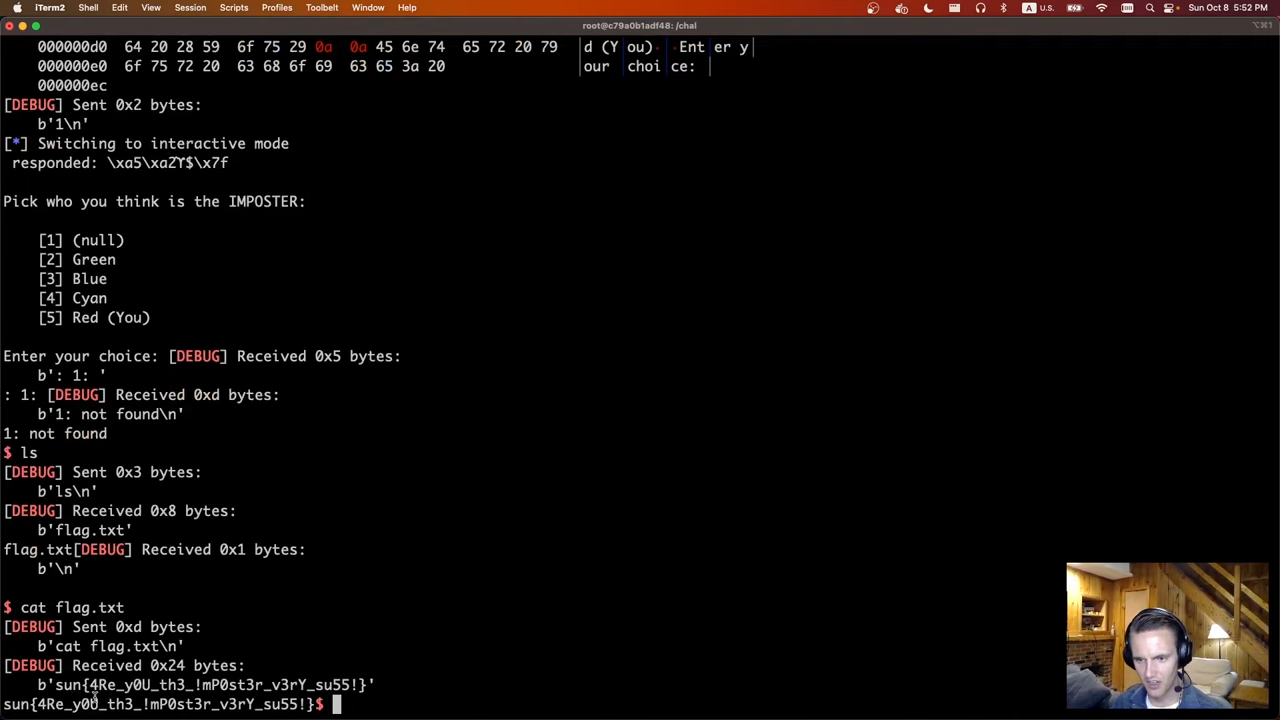 iTerm2 Shell Edit View Session Scripts Profiles Toolbelt Window Help A U.S. Sun Oct 8 5:52 PM
root@c79a0b1adf48: /chal ⌥⌘1
000000d0 64 20 28 59 6f 75 29 0a 0a 45 6e 74 65 72 20 79 │d (Y│ou)·│·Ent│er y│
000000e0 6f 75 72 20 63 68 6f 69 63 65 3a 20 │our │choi│ce: │
000000ec
[DEBUG] Sent 0x2 bytes:
b'1\n'
[*] Switching to interactive mode
responded: \xa5\xa2Y$\x7f
Pick who you think is the IMPOSTER:
[1] (null)
[2] Green
[3] Blue
[4] Cyan
[5] Red (You)
Enter your choice: [DEBUG] Received 0x5 bytes:
b': 1: '
: 1: [DEBUG] Received 0xd bytes:
b'1: not found\n'
1: not found
$ ls
[DEBUG] Sent 0x3 bytes:
b'ls\n'
[DEBUG] Received 0x8 bytes:
b'flag.txt'
flag.txt[DEBUG] Received 0x1 bytes:
b'\n'
$ cat flag.txt
[DEBUG] Sent 0xd bytes:
b'cat flag.txt\n'
[DEBUG] Received 0x24 bytes:
b'sun{4Re_y0U_th3_!mP0st3r_v3rY_su55!}'
sun{4Re_y0U_th3_!mP0st3r_v3rY_su55!}$